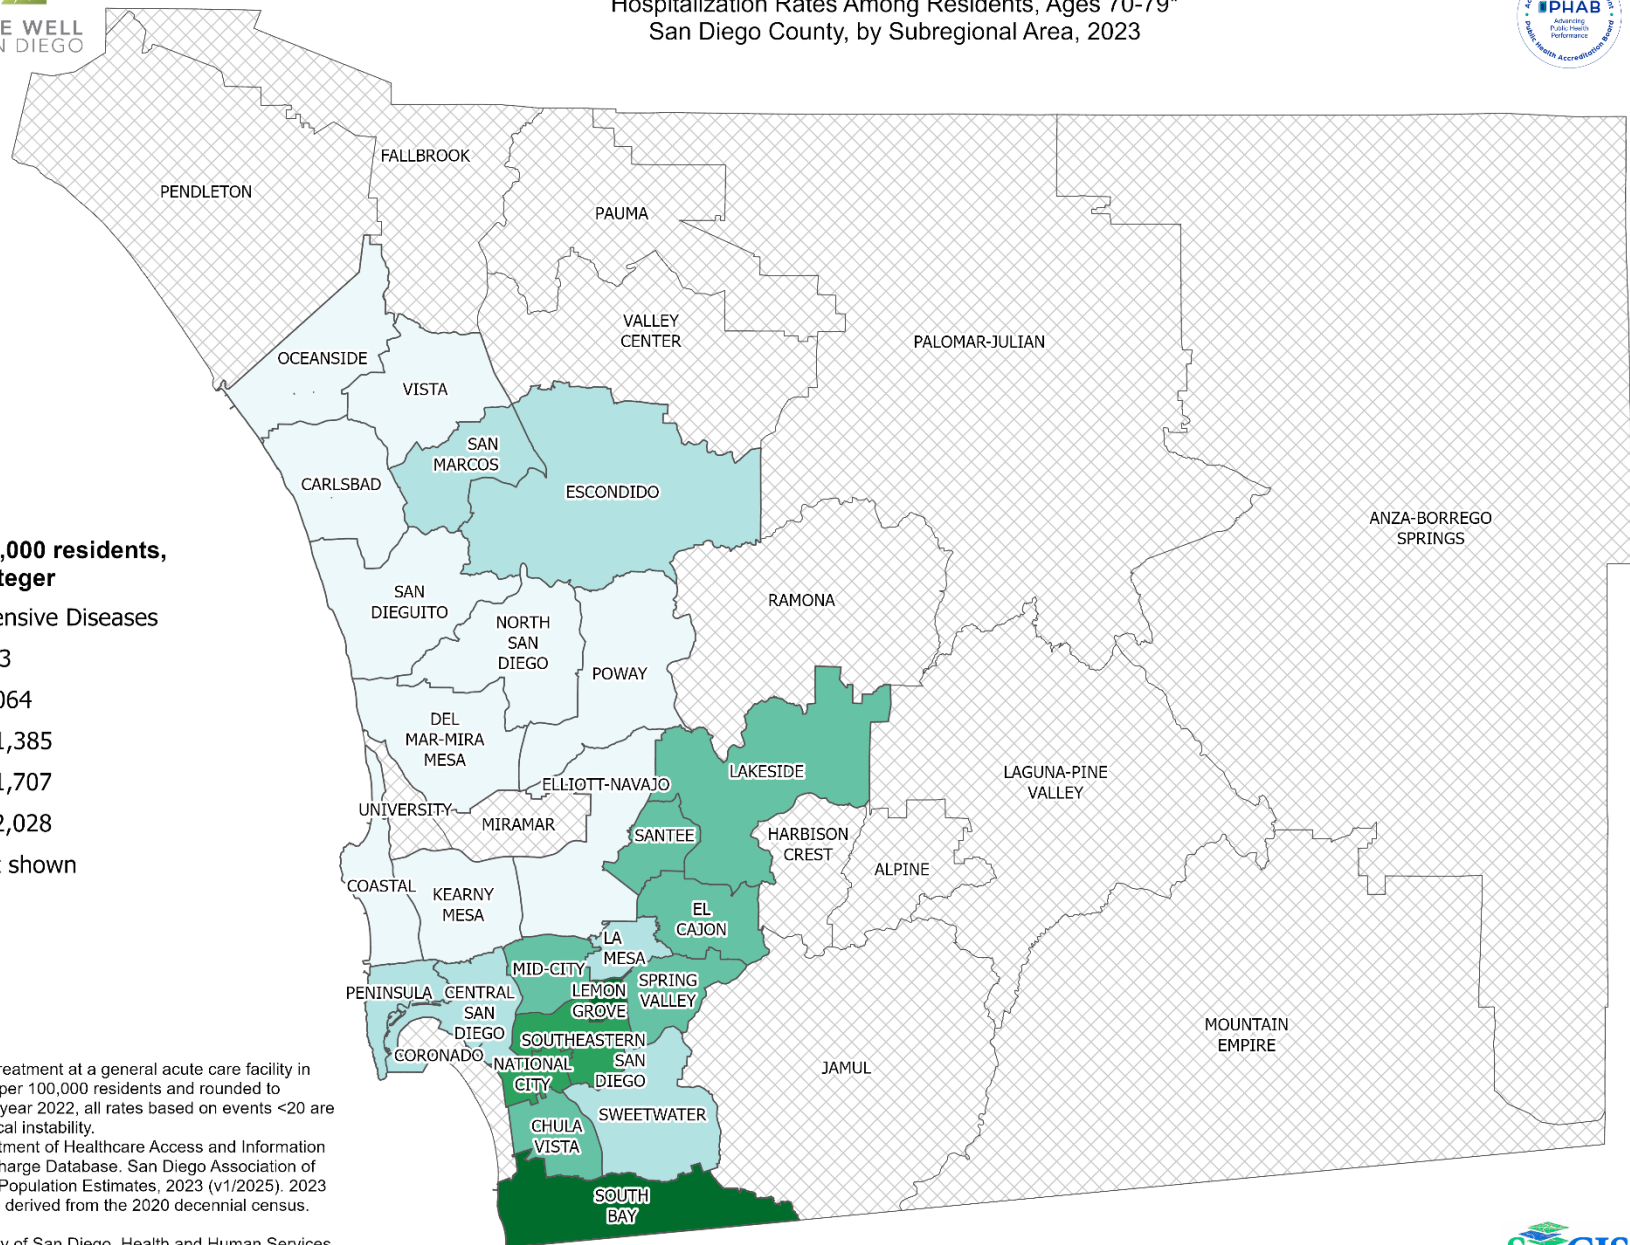 E WELL
N DIEGO
Hospitalization Rates Among Residents, Ages 70-79*
San Diego County, by Subregional Area, 2023
PHAB
Advancing
Public Health
Performance
Public Health Accreditation Board
FALLBROOK
PENDLETON
PAUMA
VALLEY
CENTER
PALOMAR-JULIAN
OCEANSIDE
VISTA
SAN
MARCOS
CARLSBAD
ESCONDIDO
ANZA-BORREGO
SPRINGS
,000 residents,
teger
ensive Diseases
3
064
1,385
1,707
2,028
t shown
SAN
DIEGUITO
NORTH
SAN
DIEGO
RAMONA
POWAY
DEL
MAR-MIRA
MESA
ELLIOTT-NAVAJO
LAKESIDE
LAGUNA-PINE
VALLEY
UNIVERSITY
MIRAMAR
SANTEE
HARBISON
CREST
ALPINE
COASTAL
KEARNY
MESA
EL
CAJON
LA
MESA
MID-CITY
SPRING
VALLEY
PENINSULA
CENTRAL
SAN
DIEGO
LEMON
GROVE
CORONADO
SOUTHEASTERN
SAN
DIEGO
NATIONAL
CITY
JAMUL
MOUNTAIN
EMPIRE
SWEETWATER
CHULA
VISTA
SOUTH
BAY
reatment at a general acute care facility in
per 100,000 residents and rounded to
year 2022, all rates based on events <20 are
cal instability.
tment of Healthcare Access and Information
harge Database. San Diego Association of
Population Estimates, 2023 (v1/2025). 2023
derived from the 2020 decennial census.
y of San Diego, Health and Human Services